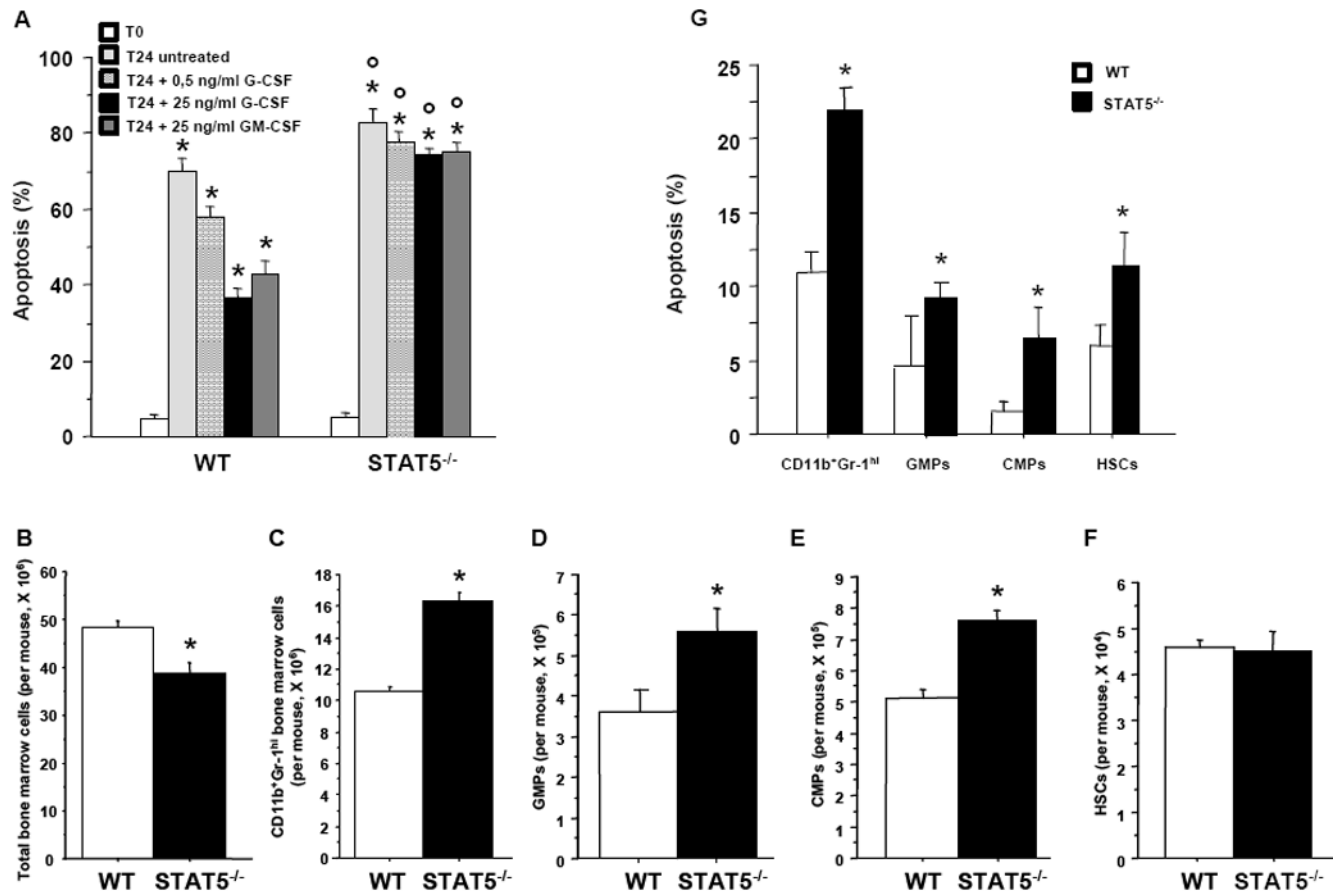 A
T0
T24 untreated
T24 + 0,5 ng/ml G-CSF
T24 + 25 ng/ml G-CSF
T24 + 25 ng/ml GM-CSF
Apoptosis (%)
100
80
60
40
20
0
* * * *
° ° ° °
* * * *
WT STAT5-/-
G
WT
STAT5-/-
Apoptosis (%)
25
20
15
10
5
0
* * * *
CD11b+Gr-1hi GMPs CMPs HSCs
B
Total bone marrow cells (per mouse, X 10⁶)
60
50
40
30
20
10
0
*
WT STAT5-/-
C
CD11b+Gr-1hi bone marrow cells
(per mouse, X 10⁶)
18
16
14
12
10
8
6
4
2
0
*
WT STAT5-/-
D
GMPs (per mouse, X 10⁵)
7
6
5
4
3
2
1
0
*
WT STAT5-/-
E
CMPs (per mouse, X 10⁵)
9
8
7
6
5
4
3
2
1
0
*
WT STAT5-/-
F
HSCs (per mouse, X 10⁴)
6
5
4
3
2
1
0
WT STAT5-/-